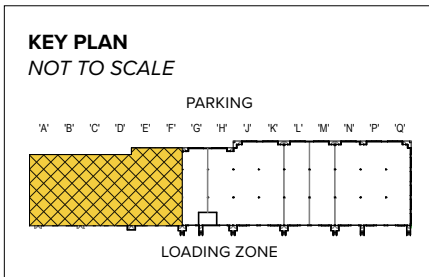 KEY PLAN
NOT TO SCALE
PARKING
'A' 'B' 'C' 'D' 'E' 'F' 'G' 'H' 'J' 'K' 'L' 'M' 'N' 'P' 'Q'
LOADING ZONE